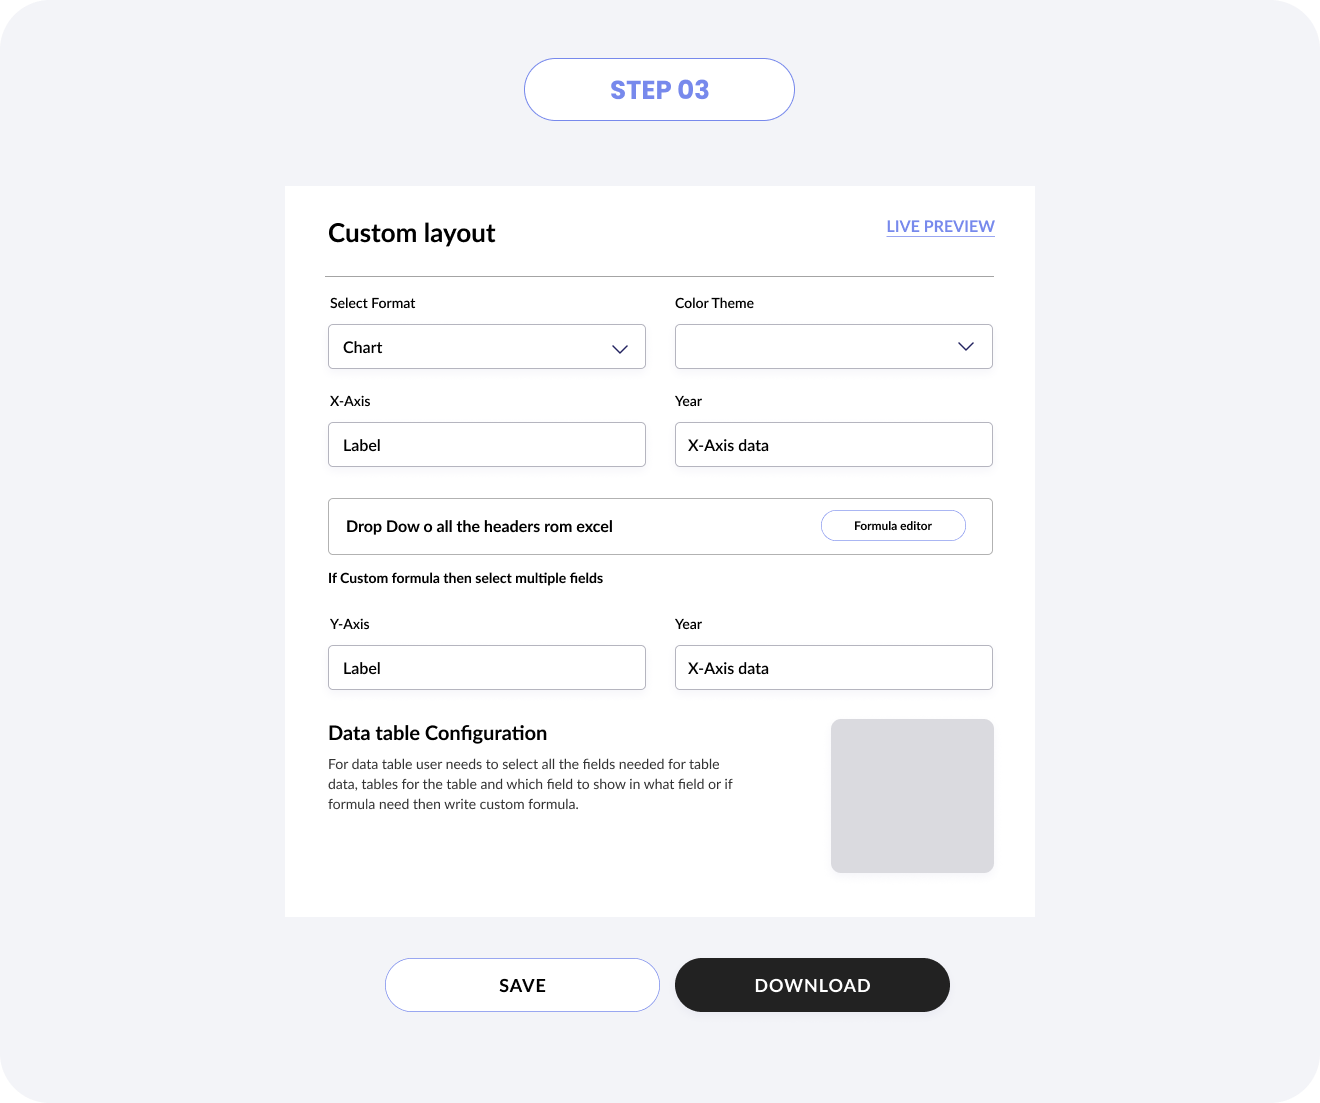 STEP 03
Custom layout
LIVE PREVIEW
Select Format
Color Theme
Chart
X-Axis
Year
Label
X-Axis data
Drop Dow o all the headers rom excel
Formula editor
If Custom formula then select multiple fields
Y-Axis
Year
Label
X-Axis data
Data table Configuration
For data table user needs to select all the fields needed for table
data, tables for the table and which field to show in what field or if
formula need then write custom formula.
SAVE
DOWNLOAD